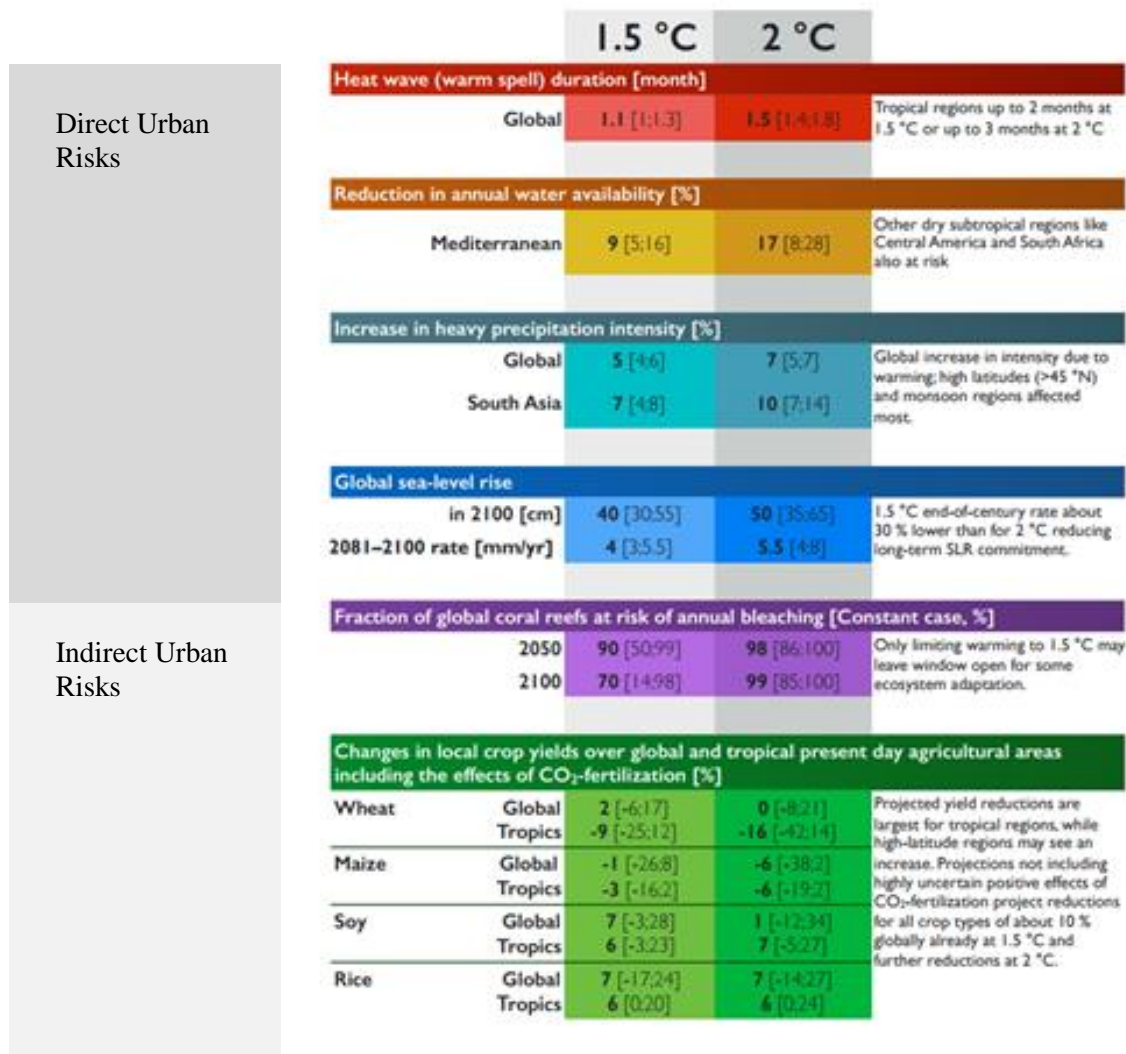 1.5 °C 2 °C
Direct Urban
Risks
Heat wave (warm spell) duration [month]
Global 1.1 [1;1.3] 1.5 [1.4;1.8] Tropical regions up to 2 months at
1.5 °C or up to 3 months at 2 °C
Reduction in annual water availability [%]
Mediterranean 9 [5;16] 17 [8;28] Other dry subtropical regions like
Central America and South Africa
also at risk
Increase in heavy precipitation intensity [%]
Global 5 [4;6] 7 [5;7] Global increase in intensity due to
warming; high latitudes (>45 °N)
South Asia 7 [4;8] 10 [7;14] and monsoon regions affected
most.
Global sea-level rise
in 2100 [cm] 40 [30;55] 50 [35;65] 1.5 °C end-of-century rate about
30 % lower than for 2 °C reducing
2081–2100 rate [mm/yr] 4 [3;5.5] 5.5 [4;8] long-term SLR commitment.
Indirect Urban
Risks
Fraction of global coral reefs at risk of annual bleaching [Constant case, %]
2050 90 [50;99] 98 [86;100] Only limiting warming to 1.5 °C may
leave window open for some
2100 70 [14;98] 99 [85;100] ecosystem adaptation.
Changes in local crop yields over global and tropical present day agricultural areas
including the effects of CO₂-fertilization [%]
Wheat Global 2 [-6;17] 0 [-8;21] Projected yield reductions are
Tropics -9 [-25;12] -16 [-42;14] largest for tropical regions, while
high-latitude regions may see an
Maize Global -1 [-26;8] -6 [-38;2] increase. Projections not including
Tropics -3 [-16;2] -6 [-19;2] highly uncertain positive effects of
CO₂-fertilization project reductions
Soy Global 7 [-3;28] 1 [-12;34] for all crop types of about 10 %
Tropics 6 [-3;23] 7 [-5;27] globally already at 1.5 °C and
further reductions at 2 °C.
Rice Global 7 [-17;24] 7 [-14;27]
Tropics 6 [0;20] 6 [0;24]